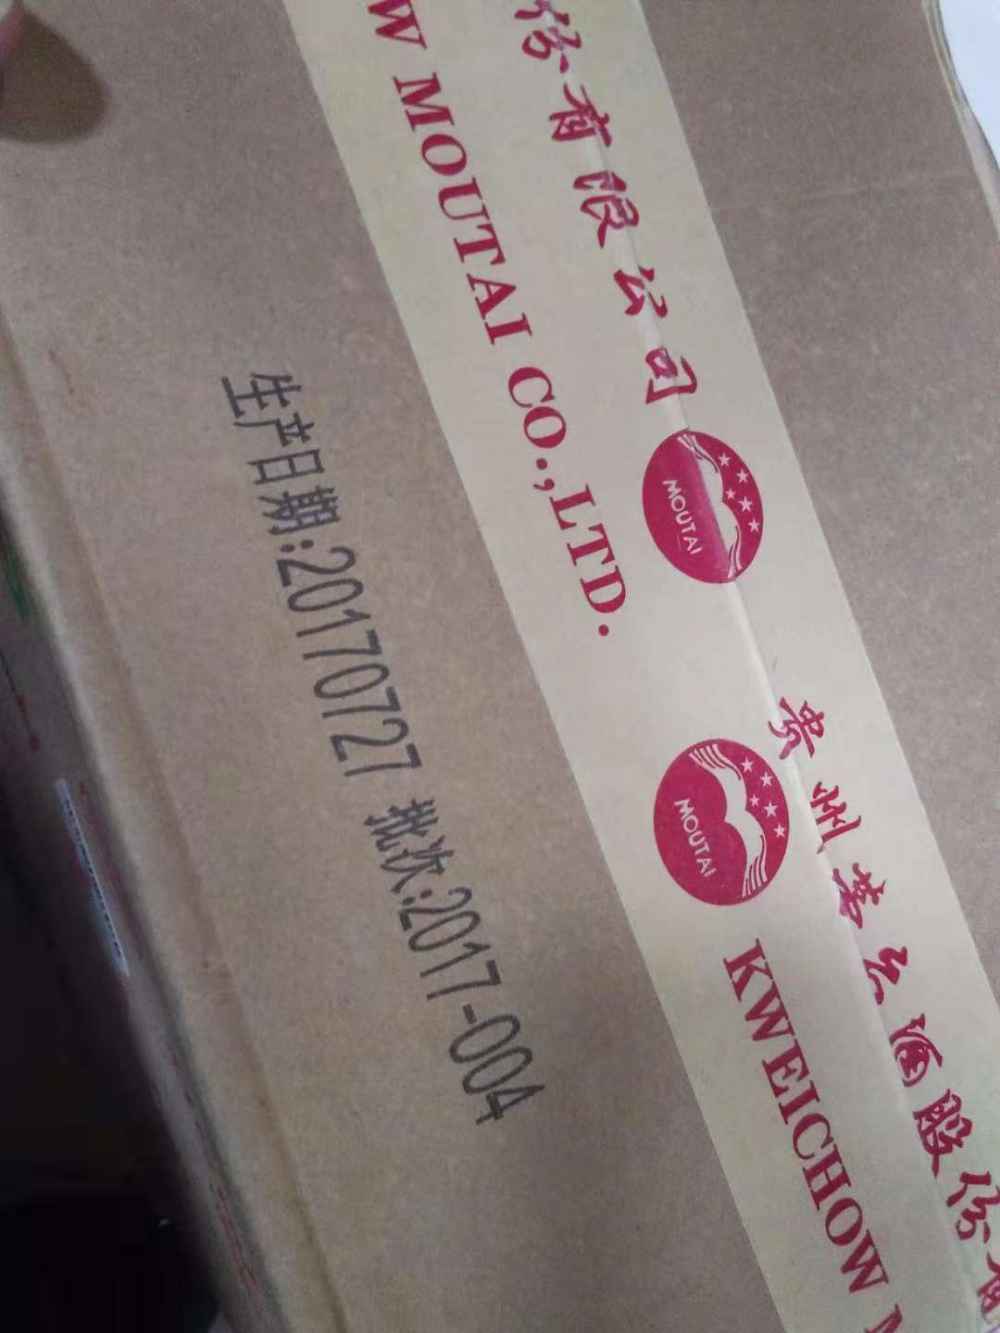 份有限公司
W MOUTAI CO.,LTD.
MOUTAI
生产日期:20170727 批次:2017-004
MOUTAI
贵州茅台酒股份有
KWEICHOW M